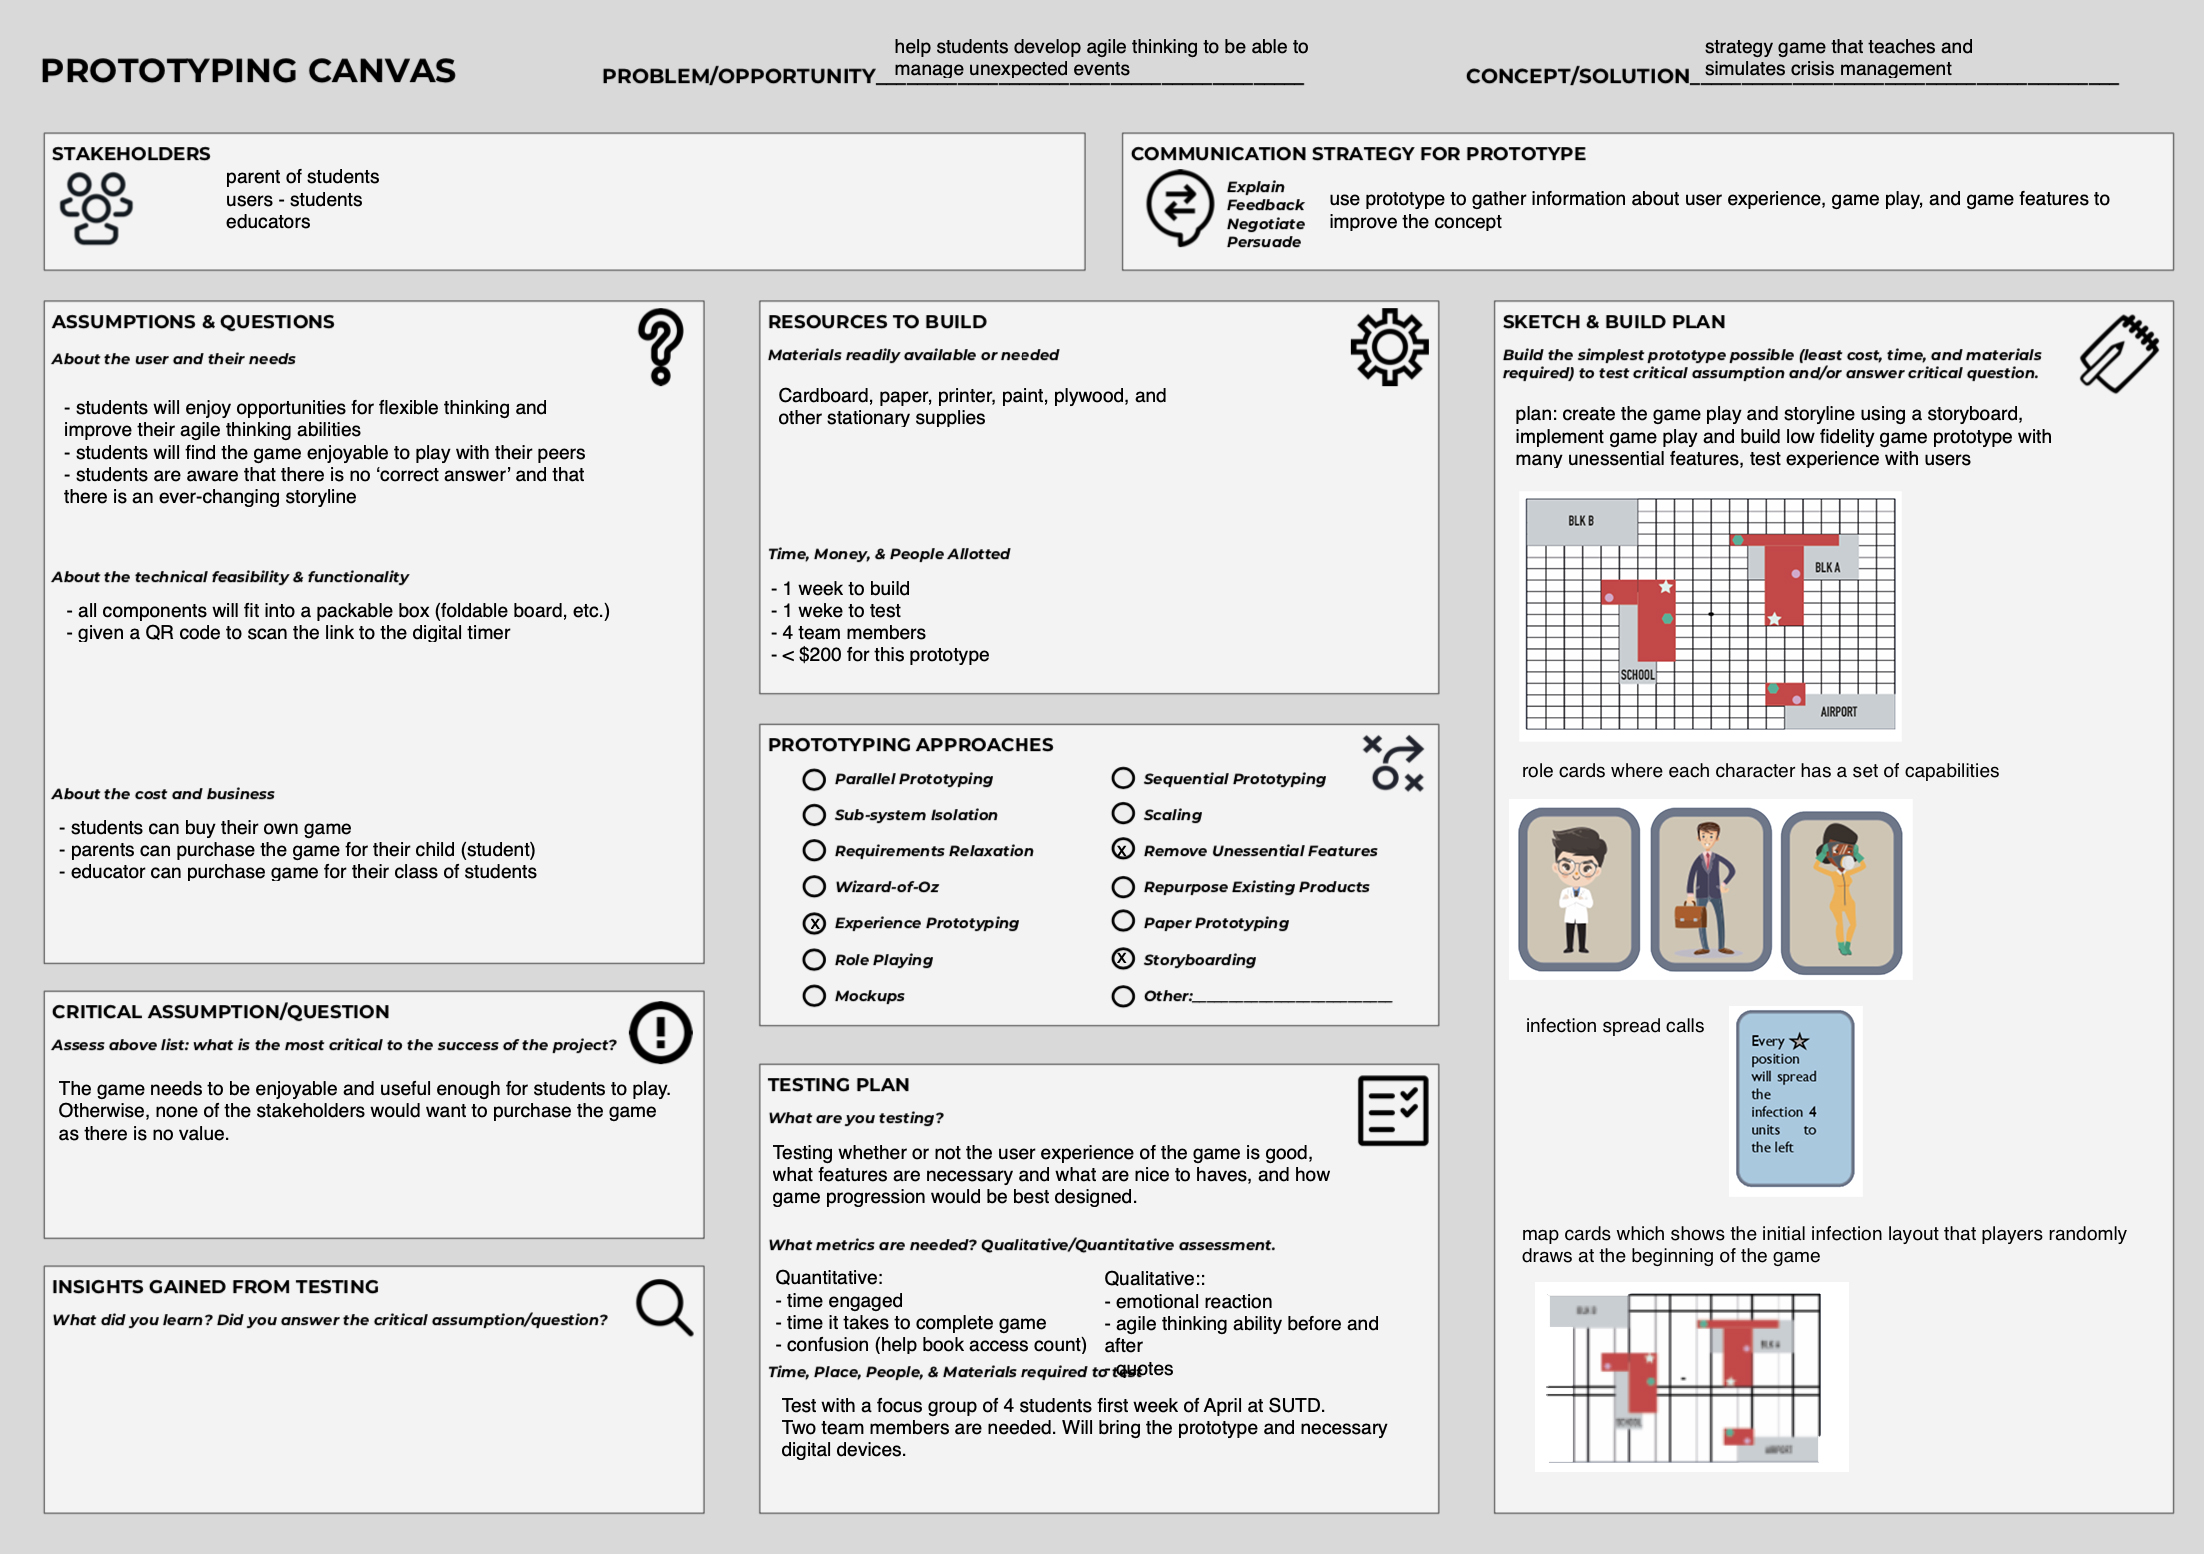 PROTOTYPING CANVAS
PROBLEM/OPPORTUNITY
help students develop agile thinking to be able to
manage unexpected events
CONCEPT/SOLUTION
strategy game that teaches and
simulates crisis management
STAKEHOLDERS
parent of students
users - students
educators
COMMUNICATION STRATEGY FOR PROTOTYPE
Explain
Feedback
Negotiate
Persuade
use prototype to gather information about user experience, game play, and game features to
improve the concept
ASSUMPTIONS & QUESTIONS
About the user and their needs
- students will enjoy opportunities for flexible thinking and
improve their agile thinking abilities
- students will find the game enjoyable to play with their peers
- students are aware that there is no ‘correct answer’ and that
there is an ever-changing storyline
About the technical feasibility & functionality
- all components will fit into a packable box (foldable board, etc.)
- given a QR code to scan the link to the digital timer
About the cost and business
- students can buy their own game
- parents can purchase the game for their child (student)
- educator can purchase game for their class of students
CRITICAL ASSUMPTION/QUESTION
Assess above list: what is the most critical to the success of the project?
The game needs to be enjoyable and useful enough for students to play.
Otherwise, none of the stakeholders would want to purchase the game
as there is no value.
INSIGHTS GAINED FROM TESTING
What did you learn? Did you answer the critical assumption/question?
RESOURCES TO BUILD
Materials readily available or needed
Cardboard, paper, printer, paint, plywood, and
other stationary supplies
Time, Money, & People Allotted
- 1 week to build
- 1 weke to test
- 4 team members
- < $200 for this prototype
PROTOTYPING APPROACHES
Parallel Prototyping
Sub-system Isolation
Requirements Relaxation
Wizard-of-Oz
X Experience Prototyping
Role Playing
Mockups
Sequential Prototyping
Scaling
X Remove Unessential Features
Repurpose Existing Products
Paper Prototyping
X Storyboarding
Other:
TESTING PLAN
What are you testing?
Testing whether or not the user experience of the game is good,
what features are necessary and what are nice to haves, and how
game progression would be best designed.
What metrics are needed? Qualitative/Quantitative assessment.
Quantitative:
- time engaged
- time it takes to complete game
- confusion (help book access count)
Qualitative::
- emotional reaction
- agile thinking ability before and
after
- quotes
Time, Place, People, & Materials required to test
Test with a focus group of 4 students first week of April at SUTD.
Two team members are needed. Will bring the prototype and necessary
digital devices.
SKETCH & BUILD PLAN
Build the simplest prototype possible (least cost, time, and materials
required) to test critical assumption and/or answer critical question.
plan: create the game play and storyline using a storyboard,
implement game play and build low fidelity game prototype with
many unessential features, test experience with users
BLK B
BLK A
SCHOOL
AIRPORT
role cards where each character has a set of capabilities
infection spread calls
Every
position
will spread
the
infection 4
units to
the left
map cards which shows the initial infection layout that players randomly
draws at the beginning of the game
BLK A
SCHOOL
AIRPORT